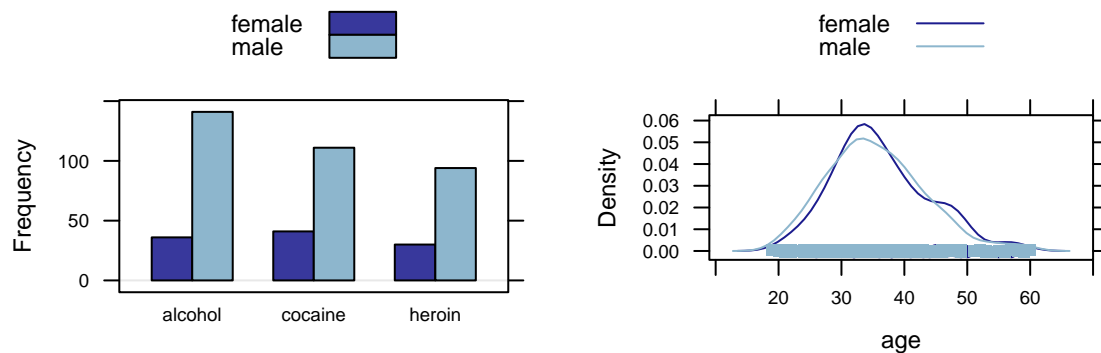 female
male
Frequency
100
50
0
alcohol cocaine heroin
female
male
Density
0.06
0.05
0.04
0.03
0.02
0.01
0.00
20 30 40 50 60
age